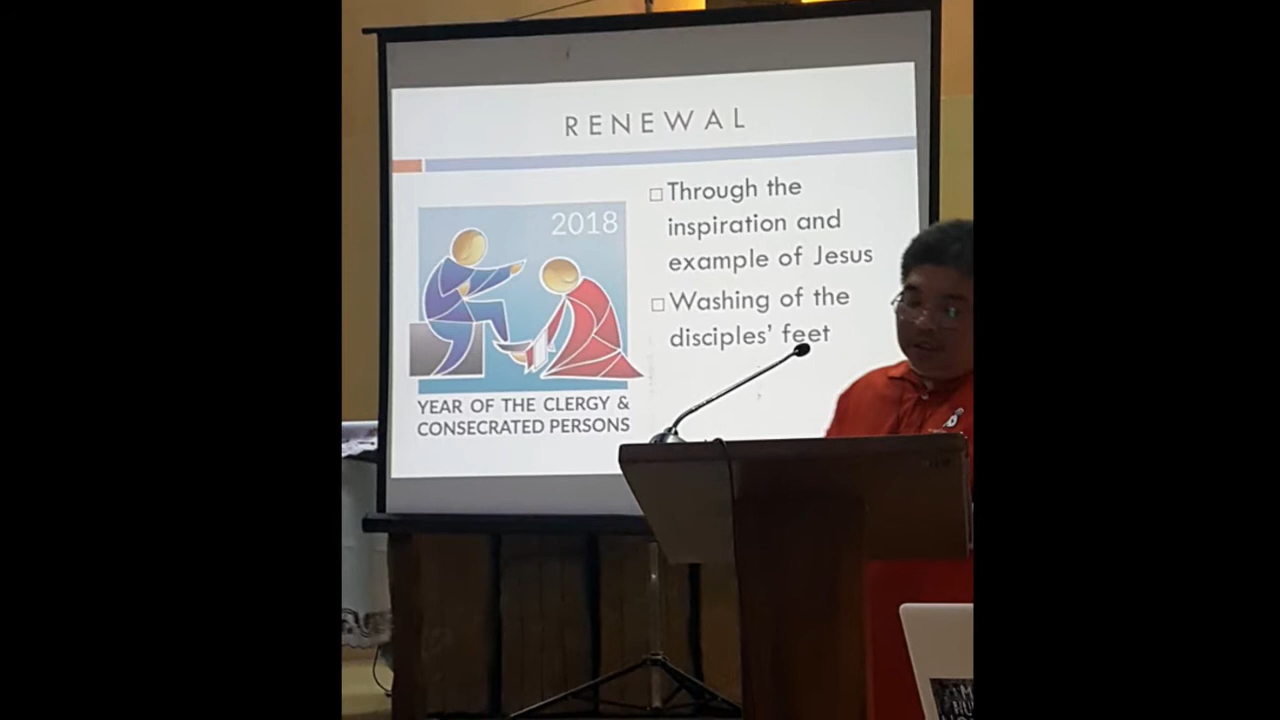 RENEWAL
2018
YEAR OF THE CLERGY &
CONSECRATED PERSONS
□ Through the
inspiration and
example of Jesus
□ Washing of the
disciples' feet